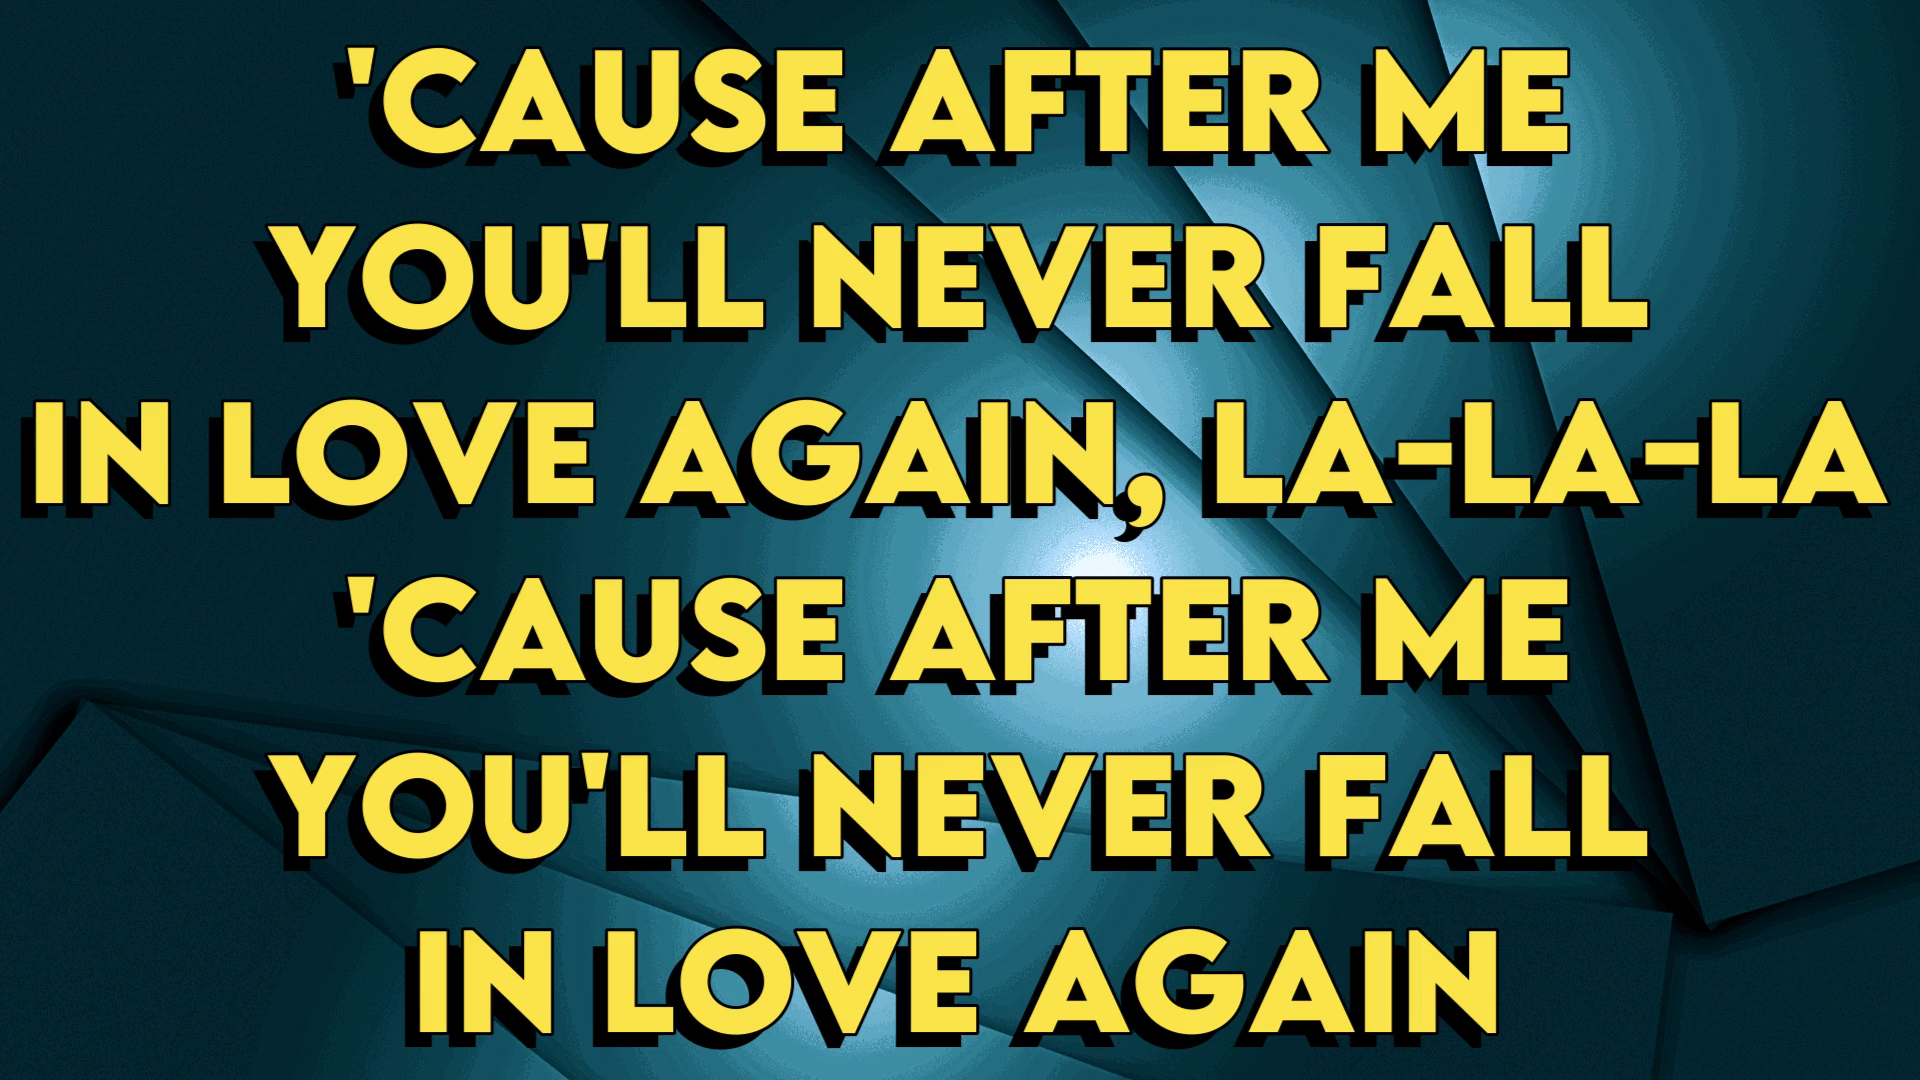 'CAUSE AFTER ME
YOU'LL NEVER FALL
IN LOVE AGAIN, LA-LA-LA
'CAUSE AFTER ME
YOU'LL NEVER FALL
IN LOVE AGAIN